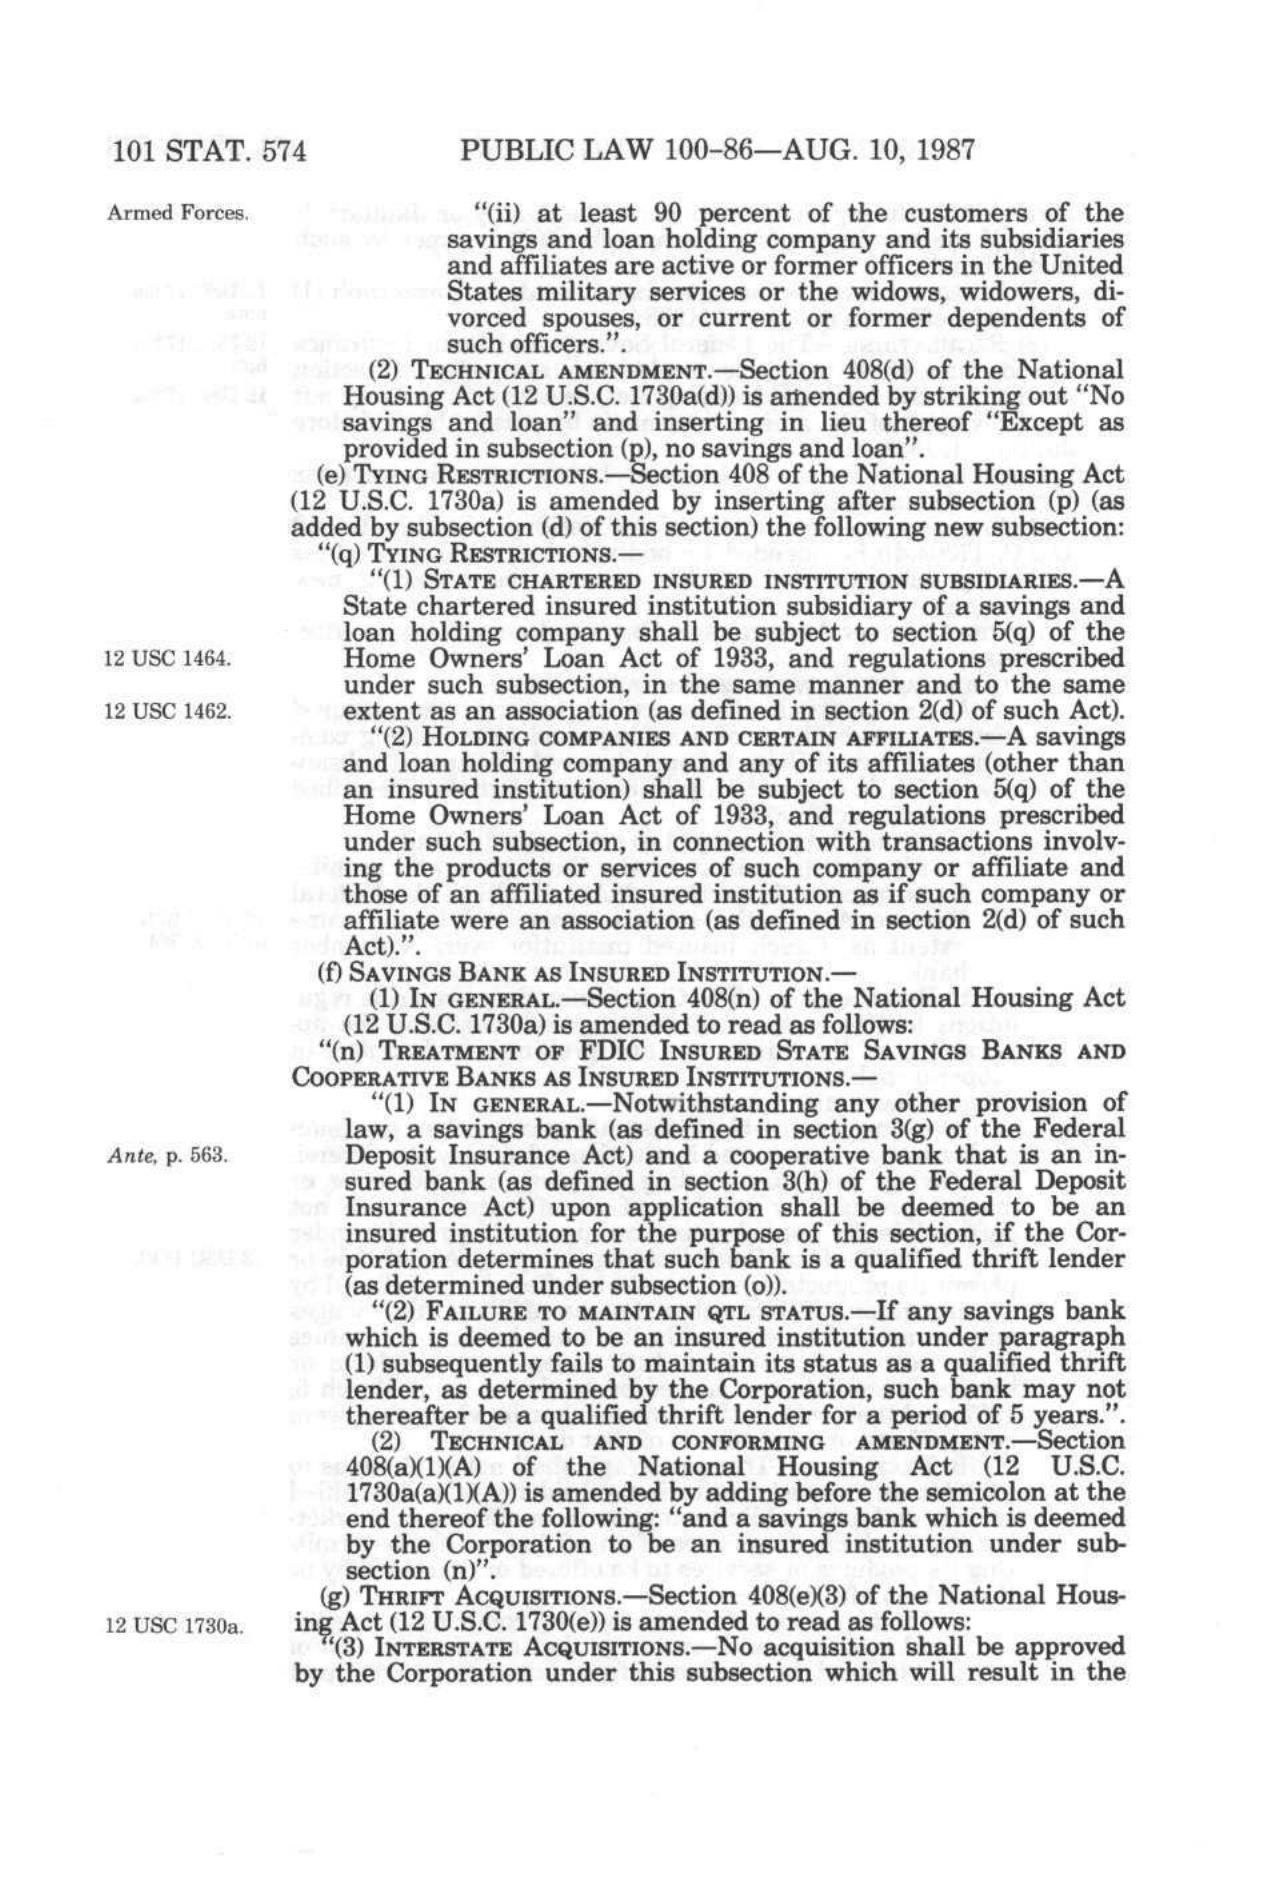 101 STAT. 574 PUBLIC LAW 100-86—AUG. 10, 1987
Armed Forces.
"(ii) at least 90 percent of the customers of the
savings and loan holding company and its subsidiaries
and affiliates are active or former officers in the United
States military services or the widows, widowers, di-
vorced spouses, or current or former dependents of
such officers.".
(2) TECHNICAL AMENDMENT.—Section 408(d) of the National
Housing Act (12 U.S.C. 1730a(d)) is amended by striking out "No
savings and loan" and inserting in lieu thereof "Except as
provided in subsection (p), no savings and loan".
(e) TYING RESTRICTIONS.—Section 408 of the National Housing Act
(12 U.S.C. 1730a) is amended by inserting after subsection (p) (as
added by subsection (d) of this section) the following new subsection:
"(q) TYING RESTRICTIONS.—
"(1) STATE CHARTERED INSURED INSTITUTION SUBSIDIARIES.—A
State chartered insured institution subsidiary of a savings and
loan holding company shall be subject to section 5(q) of the
12 USC 1464.
Home Owners' Loan Act of 1933, and regulations prescribed
under such subsection, in the same manner and to the same
12 USC 1462.
extent as an association (as defined in section 2(d) of such Act).
"(2) HOLDING COMPANIES AND CERTAIN AFFILIATES.—A savings
and loan holding company and any of its affiliates (other than
an insured institution) shall be subject to section 5(q) of the
Home Owners' Loan Act of 1933, and regulations prescribed
under such subsection, in connection with transactions involv-
ing the products or services of such company or affiliate and
those of an affiliated insured institution as if such company or
affiliate were an association (as defined in section 2(d) of such
Act).".
(f) SAVINGS BANK AS INSURED INSTITUTION.—
(1) IN GENERAL.—Section 408(n) of the National Housing Act
(12 U.S.C. 1730a) is amended to read as follows:
"(n) TREATMENT OF FDIC INSURED STATE SAVINGS BANKS AND
COOPERATIVE BANKS AS INSURED INSTITUTIONS.—
"(1) IN GENERAL.—Notwithstanding any other provision of
law, a savings bank (as defined in section 3(g) of the Federal
Ante, p. 563.
Deposit Insurance Act) and a cooperative bank that is an in-
sured bank (as defined in section 3(h) of the Federal Deposit
Insurance Act) upon application shall be deemed to be an
insured institution for the purpose of this section, if the Cor-
poration determines that such bank is a qualified thrift lender
(as determined under subsection (o)).
"(2) FAILURE TO MAINTAIN QTL STATUS.—If any savings bank
which is deemed to be an insured institution under paragraph
(1) subsequently fails to maintain its status as a qualified thrift
lender, as determined by the Corporation, such bank may not
thereafter be a qualified thrift lender for a period of 5 years.".
(2) TECHNICAL AND CONFORMING AMENDMENT.—Section
408(a)(1)(A) of the National Housing Act (12 U.S.C.
1730a(a)(1)(A)) is amended by adding before the semicolon at the
end thereof the following: "and a savings bank which is deemed
by the Corporation to be an insured institution under sub-
section (n)".
(g) THRIFT ACQUISITIONS.—Section 408(e)(3) of the National Hous-
12 USC 1730a.
ing Act (12 U.S.C. 1730(e)) is amended to read as follows:
"(3) INTERSTATE ACQUISITIONS.—No acquisition shall be approved
by the Corporation under this subsection which will result in the